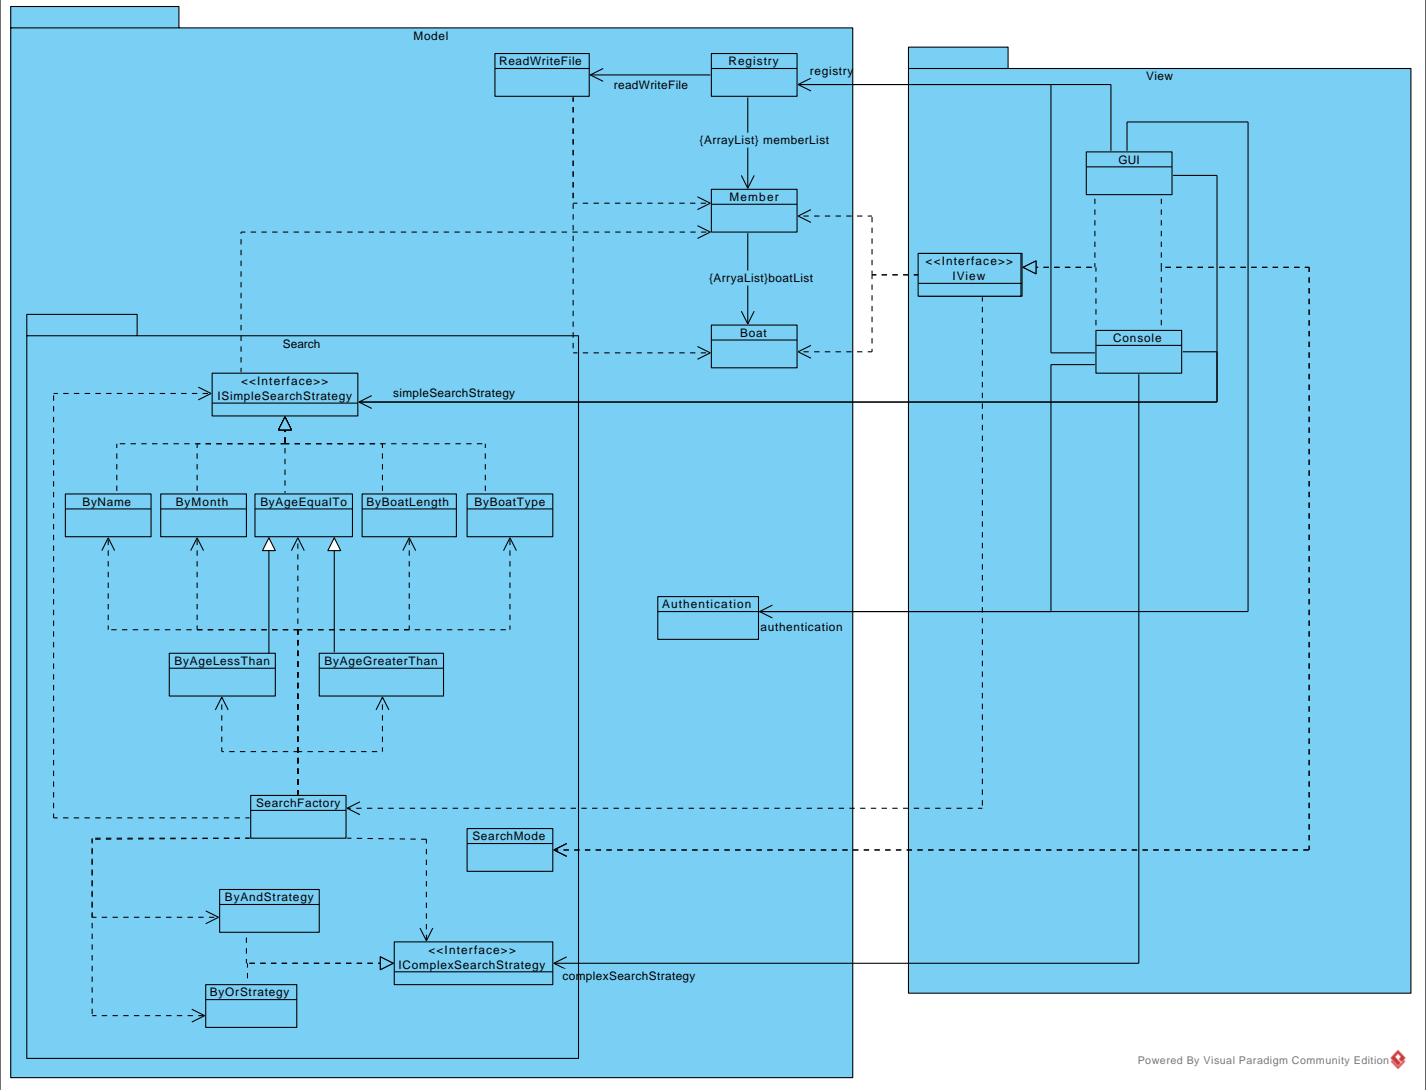 Model
View
ReadWriteFile
Registry
registry
readWriteFile
{ArrayList} memberList
GUI
Member
<<Interface>>
IView
{ArryaList}boatList
Boat
Console
Search
<<Interface>>
ISimpleSearchStrategy
simpleSearchStrategy
ByName
ByMonth
ByAgeEqualTo
ByBoatLength
ByBoatType
Authentication
authentication
ByAgeLessThan
ByAgeGreaterThan
SearchFactory
SearchMode
ByAndStrategy
<<Interface>>
IComplexSearchStrategy
complexSearchStrategy
ByOrStrategy
Powered By Visual Paradigm Community Edition